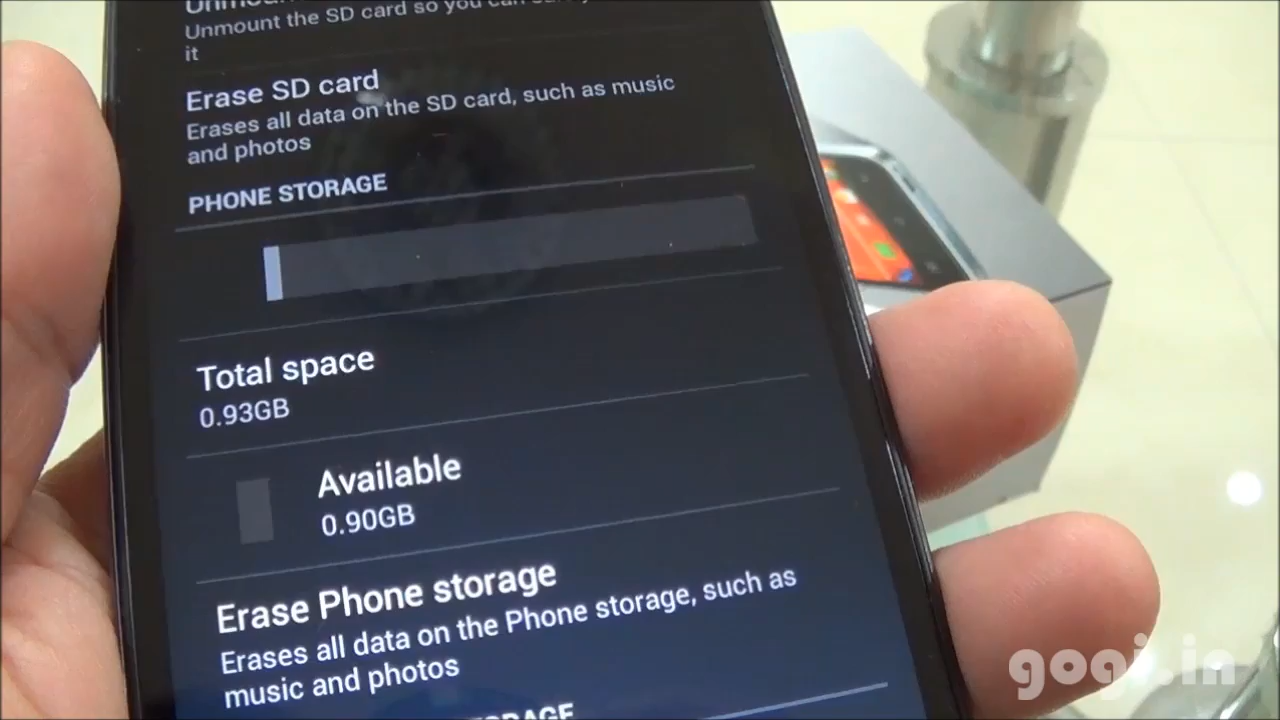 Unmount the SD card so you can
it
Erase SD card
Erases all data on the SD card, such as music
and photos
PHONE STORAGE
Total space
0.93GB
Available
0.90GB
Erase Phone storage
Erases all data on the Phone storage, such as
music and photos
gogi.in